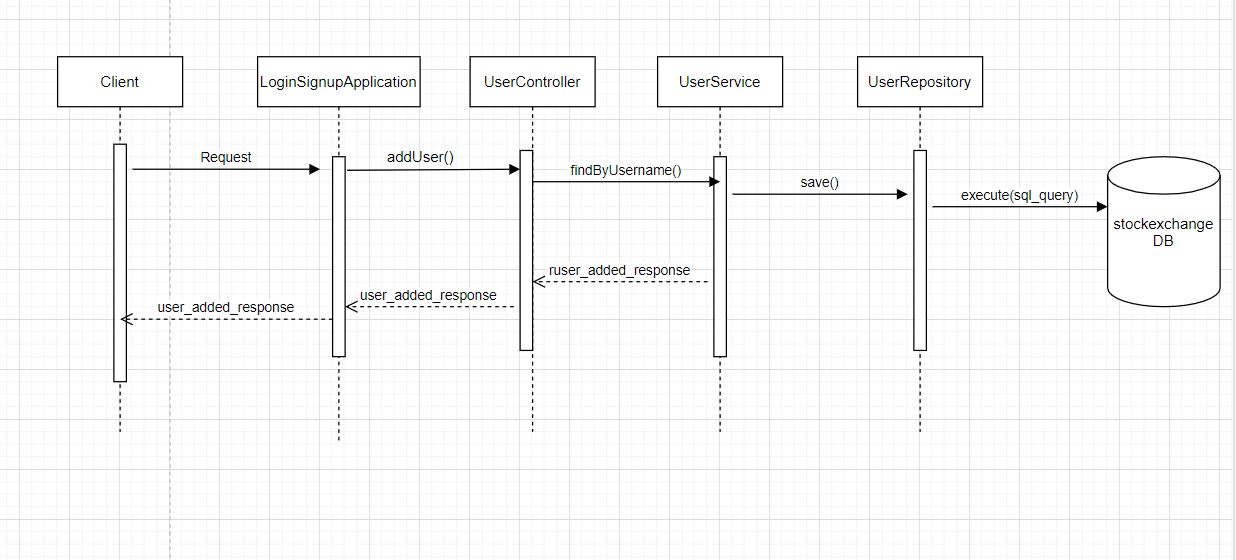 Client
LoginSignupApplication
UserController
UserService
UserRepository
Request
addUser()
findByUsername()
save()
execute(sql_query)
stockexchange
DB
ruser_added_response
user_added_response
user_added_response